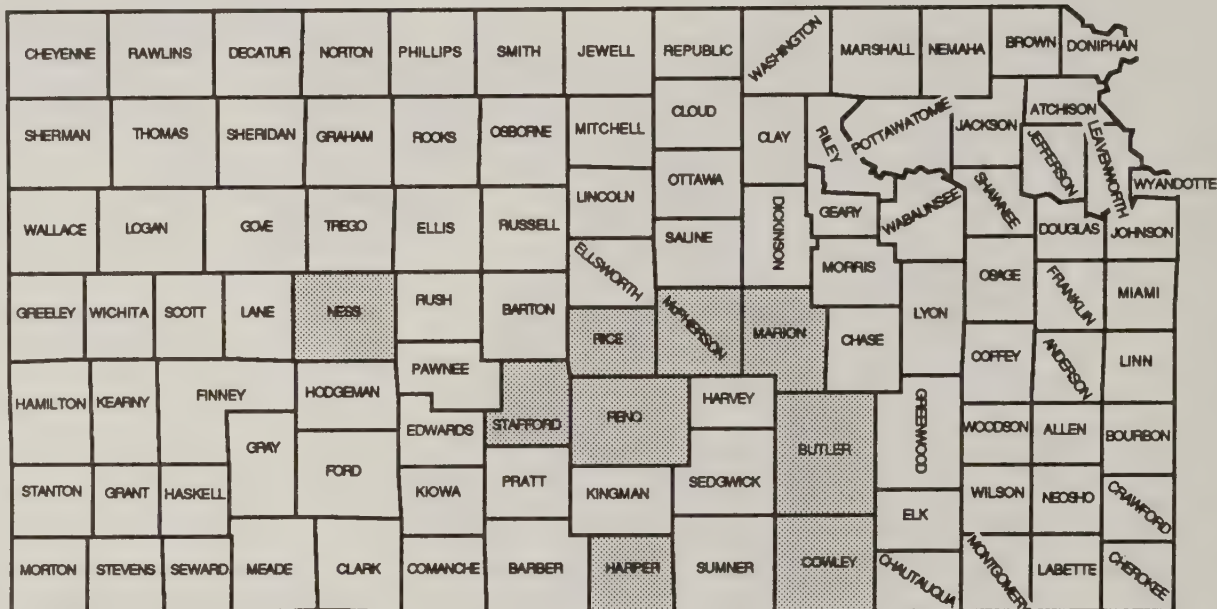 CHEYENNE RAWLINS DECATUR NORTON PHILLIPS SMITH JEWELL REPUBLIC WASHINGTON MARSHALL NEMAHA BROWN DONIPHAN
CLOUD ATCHISON
SHERMAN THOMAS SHERIDAN GRAHAM ROOKS OSBORNE MITCHELL CLAY RILEY POTTAWATOMIE JACKSON JEFFERSON LEAVENWORTH
OTTAWA WYANDOTTE
LINCOLN DICKINSON GEARY WABAUNSEE SHAWNEE
WALLACE LOGAN GOVE TREGO ELLIS RUSSELL SALINE DOUGLAS JOHNSON
ELLSWORTH MORRIS OSAGE FRANKLIN MIAMI
GREELEY WICHITA SCOTT LANE NESS RUSH BARTON McPHERSON MARION LYON
RICE CHASE
PAWNEE COFFEY ANDERSON LINN
HAMILTON KEARNY FINNEY HODGEMAN STAFFORD RENO HARVEY GREENWOOD
EDWARDS WOODSON ALLEN BOURBON
GRAY BUTLER
FORD PRATT SEDGWICK
STANTON GRANT HASKELL KIOWA KINGMAN WILSON NEOSHO CRAWFORD
ELK
MORTON STEVENS SEWARD MEADE CLARK COMANCHE BARBER HARPER SUMNER COWLEY CHAUTAUQUA MONTGOMERY LABETTE CHEROKEE